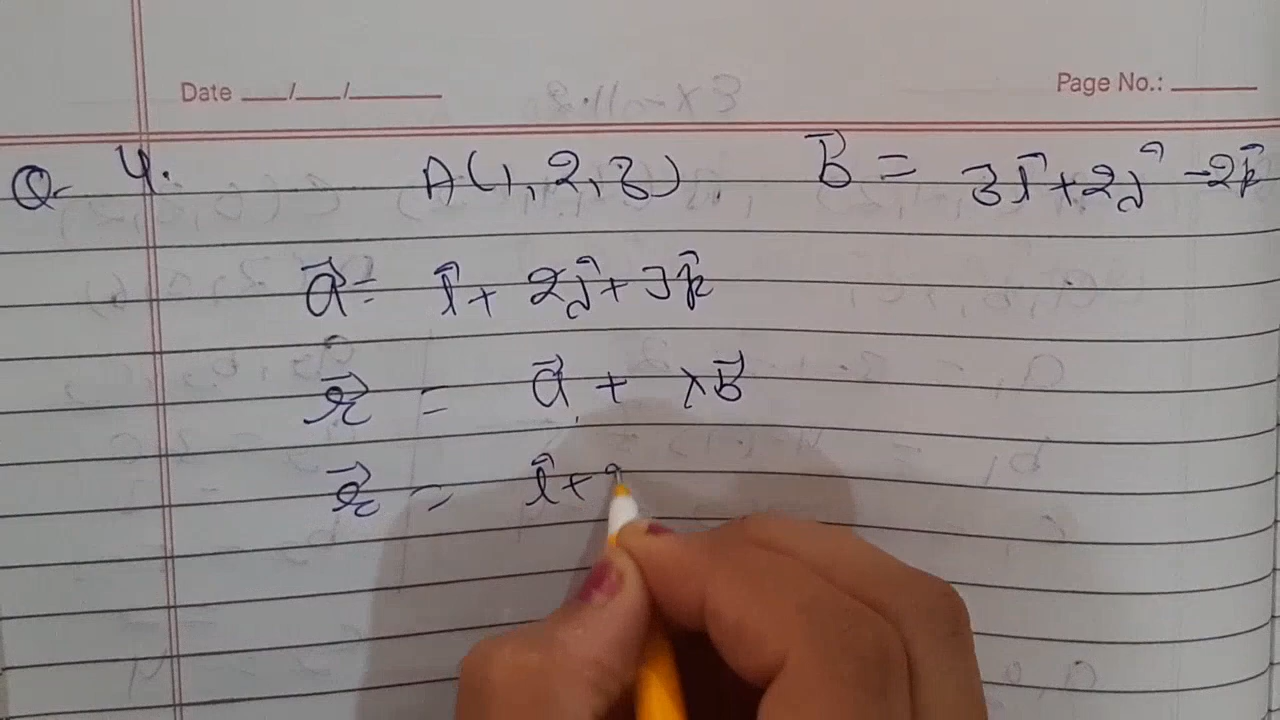 Date __/__/____ Page No.: ____
Q. 4. A(1,2,3) b⃗ = 3î+2ĵ-2k̂
a⃗ = î+ 2ĵ+3k̂
r⃗ = a⃗ + λb⃗
r⃗ = î+